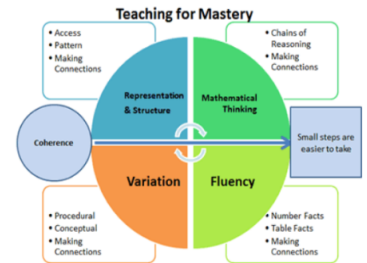 Teaching for Mastery
• Access
• Pattern
• Making
Connections
• Chains of
Reasoning
• Making
Connections
Representation
& Structure
Mathematical
Thinking
Coherence
Small steps are
easier to take
Variation
Fluency
• Procedural
• Conceptual
• Making
Connections
• Number Facts
• Table Facts
• Making
Connections